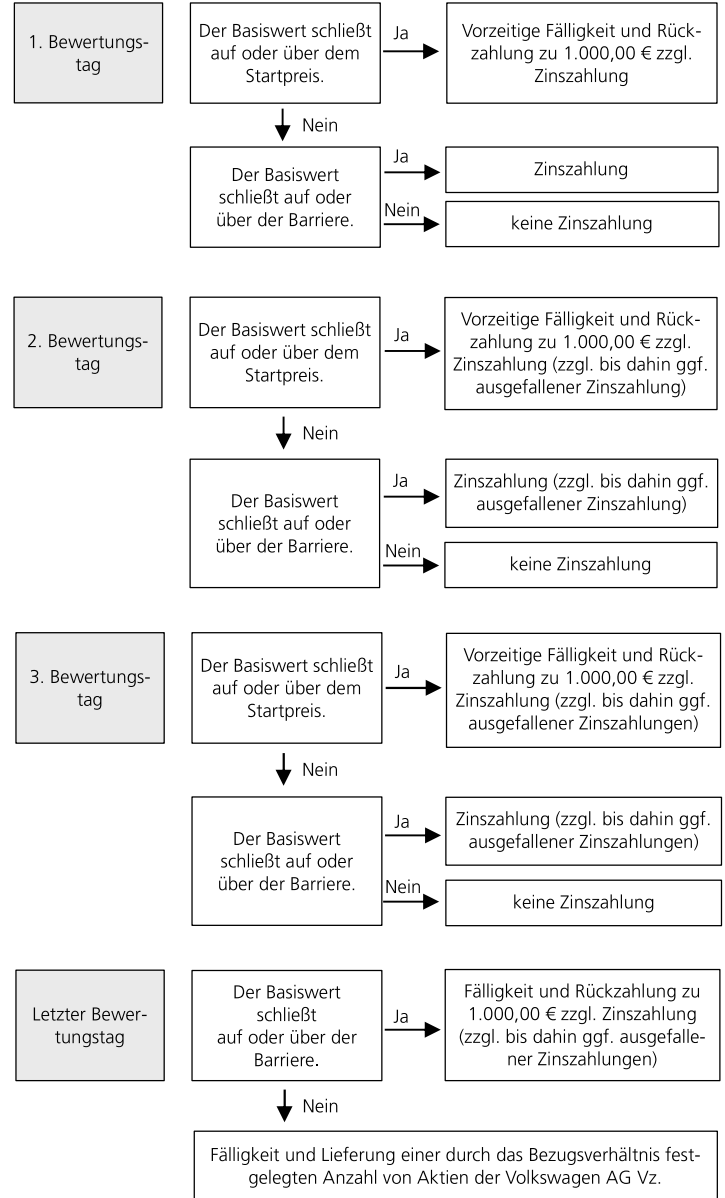 1. Bewertungs-
tag
Der Basiswert schließt
auf oder über dem
Startpreis.
Ja
Vorzeitige Fälligkeit und Rück-
zahlung zu 1.000,00 € zzgl.
Zinszahlung
Nein
Der Basiswert
schließt auf oder
über der Barriere.
Ja
Zinszahlung
Nein
keine Zinszahlung
2. Bewertungs-
tag
Der Basiswert schließt
auf oder über dem
Startpreis.
Ja
Vorzeitige Fälligkeit und Rück-
zahlung zu 1.000,00 € zzgl.
Zinszahlung (zzgl. bis dahin ggf.
ausgefallener Zinszahlung)
Nein
Der Basiswert
schließt auf oder
über der Barriere.
Ja
Zinszahlung (zzgl. bis dahin ggf.
ausgefallener Zinszahlung)
Nein
keine Zinszahlung
3. Bewertungs-
tag
Der Basiswert schließt
auf oder über dem
Startpreis.
Ja
Vorzeitige Fälligkeit und Rück-
zahlung zu 1.000,00 € zzgl.
Zinszahlung (zzgl. bis dahin ggf.
ausgefallener Zinszahlungen)
Nein
Der Basiswert
schließt auf oder
über der Barriere.
Ja
Zinszahlung (zzgl. bis dahin ggf.
ausgefallener Zinszahlungen)
Nein
keine Zinszahlung
Letzter Bewer-
tungstag
Der Basiswert
schließt
auf oder über der
Barriere.
Ja
Fälligkeit und Rückzahlung zu
1.000,00 € zzgl. Zinszahlung
(zzgl. bis dahin ggf. ausgefalle-
ner Zinszahlungen)
Nein
Fälligkeit und Lieferung einer durch das Bezugsverhältnis fest-
gelegten Anzahl von Aktien der Volkswagen AG Vz.